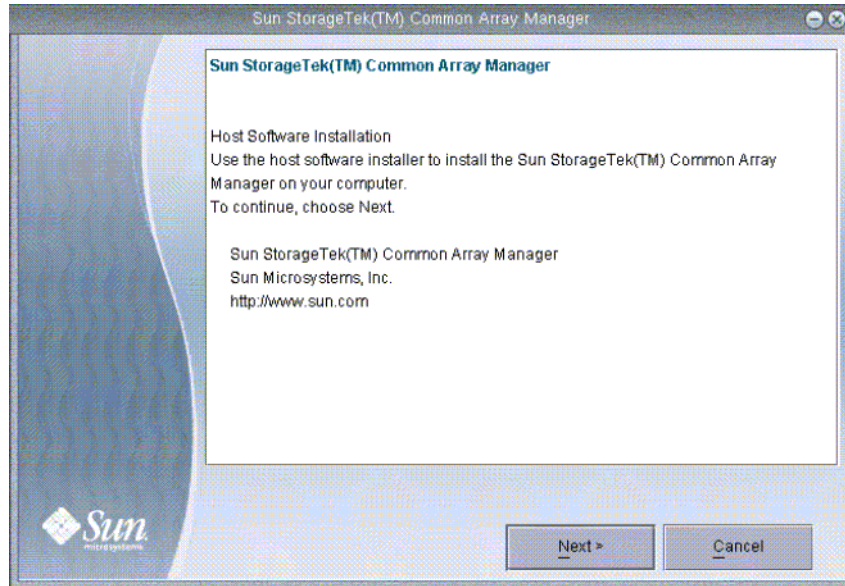 Sun StorageTek(TM) Common Array Manager
Sun StorageTek(TM) Common Array Manager
Host Software Installation
Use the host software installer to install the Sun StorageTek(TM) Common Array
Manager on your computer.
To continue, choose Next.
Sun StorageTek(TM) Common Array Manager
Sun Microsystems, Inc.
http://www.sun.com
Sun
microsystems
Next >
Cancel